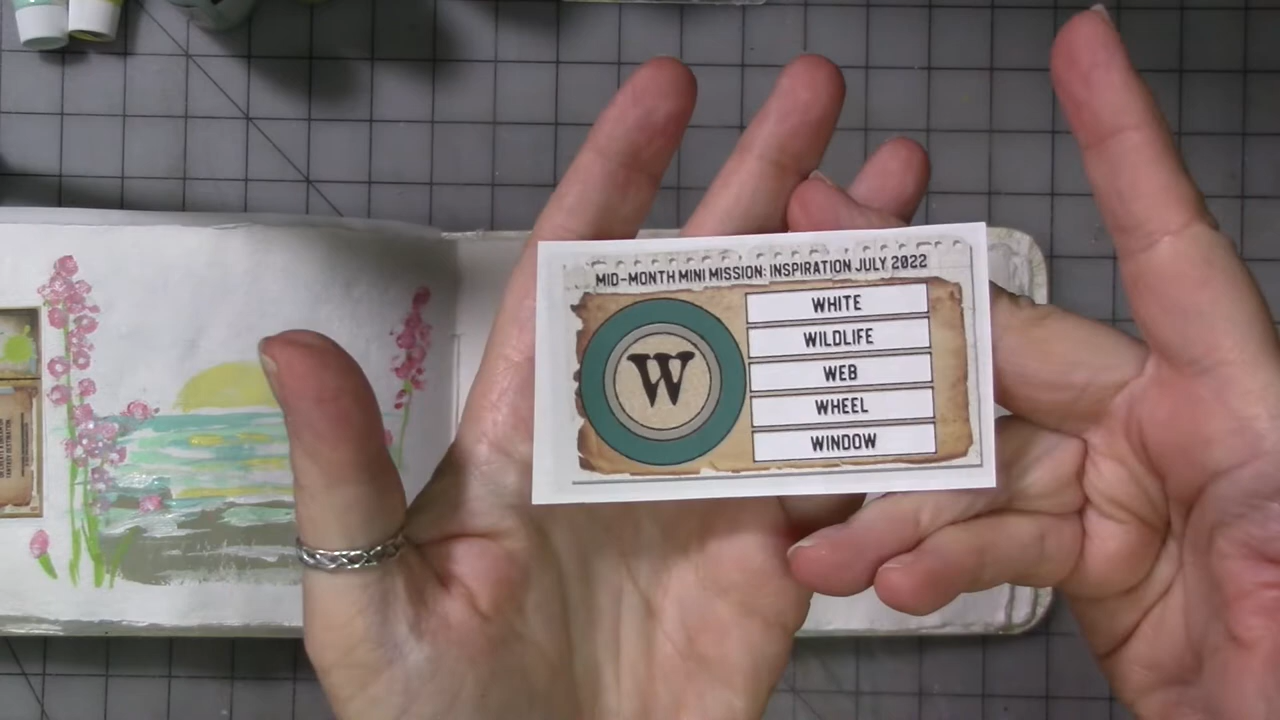 MID-MONTH MINI MISSION: INSPIRATION JULY 2022
W
WHITE
WILDLIFE
WEB
WHEEL
WINDOW